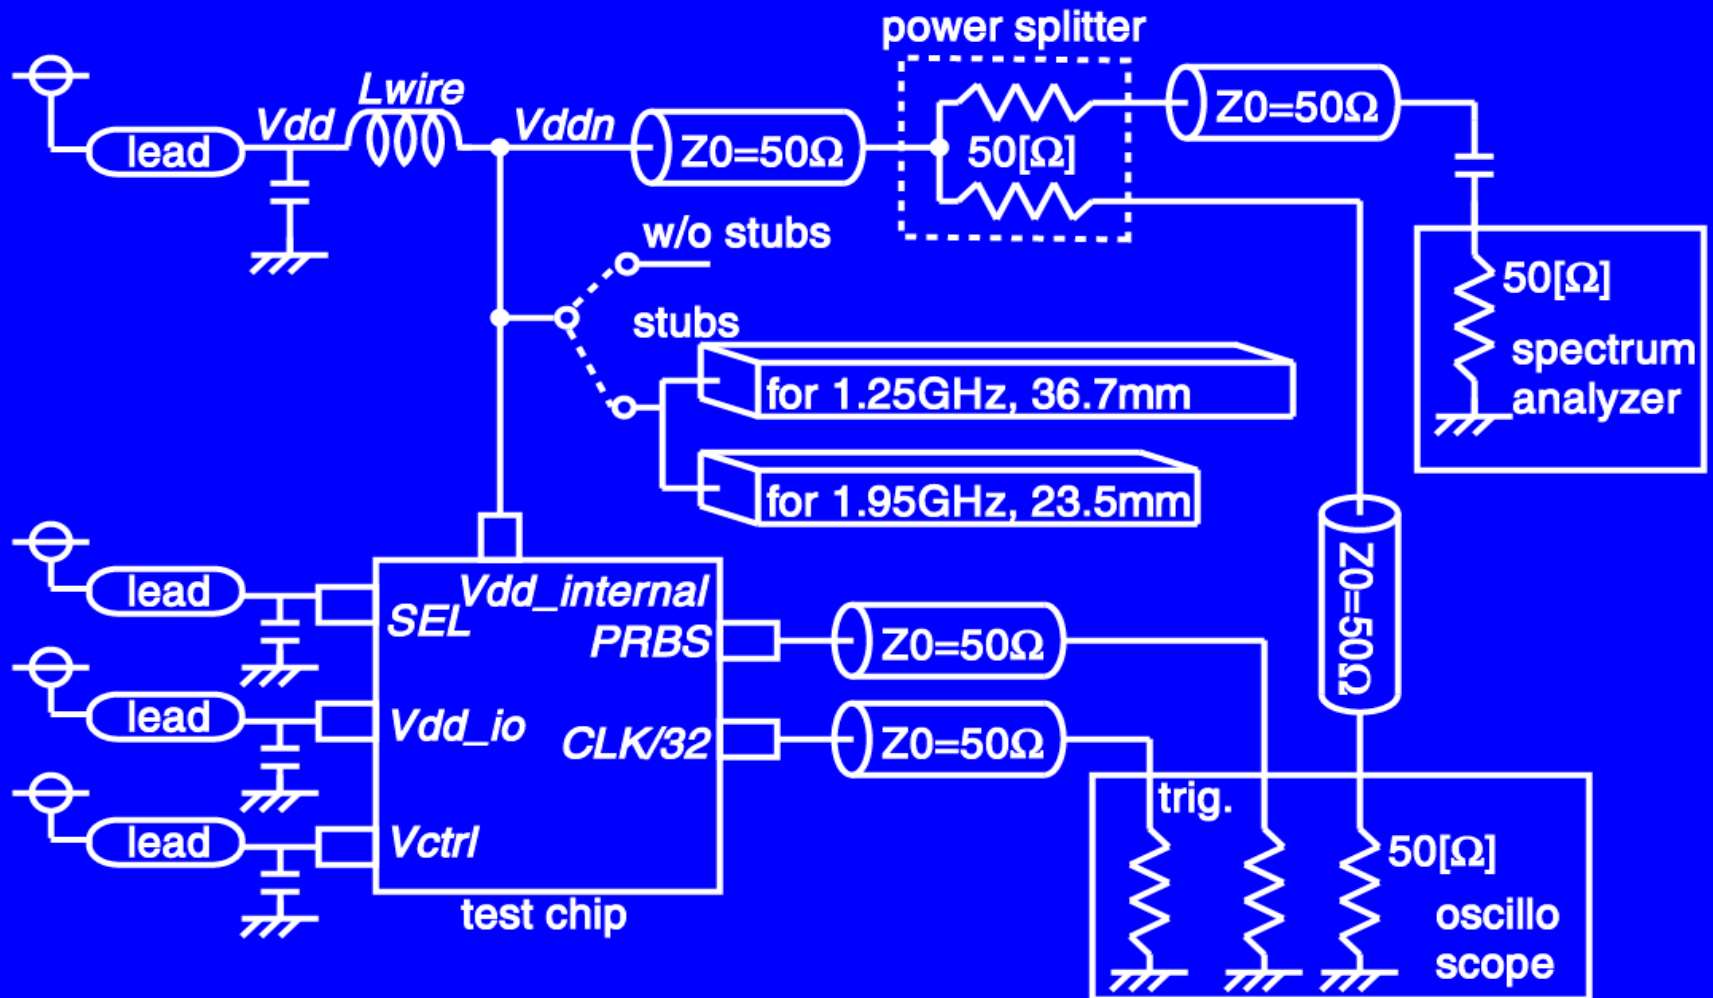 power splitter
Lwire
Vdd
Vddn
lead
Z0=50Ω
50[Ω]
Z0=50Ω
w/o stubs
50[Ω]
stubs
spectrum
analyzer
for 1.25GHz, 36.7mm
for 1.95GHz, 23.5mm
lead
Vdd_internal
SEL
PRBS
Z0=50Ω
Z0=50Ω
lead
Vdd_io
CLK/32
Z0=50Ω
trig.
lead
Vctrl
50[Ω]
test chip
oscillo
scope